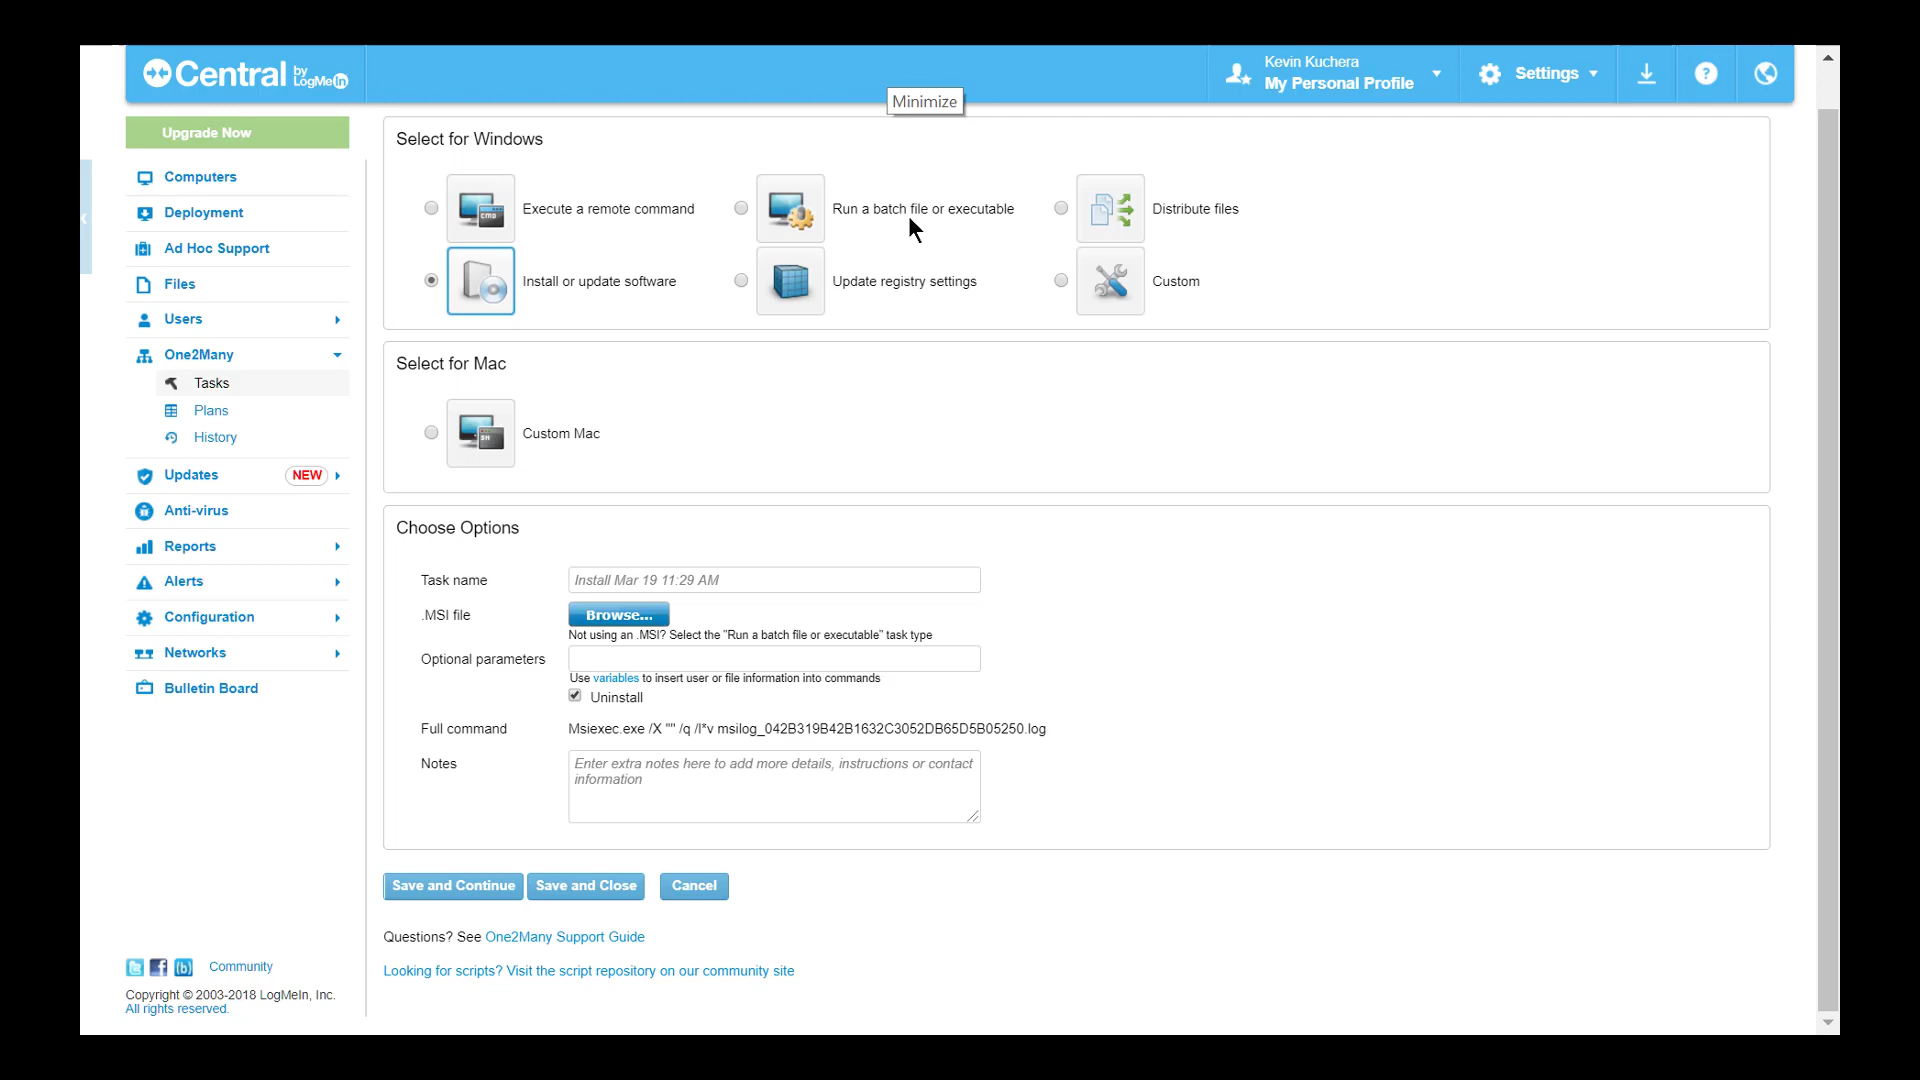 Central by LogMeIn
Kevin Kuchera
My Personal Profile
Settings
?
Minimize
Upgrade Now
Computers
Deployment
Ad Hoc Support
Files
Users
One2Many
Tasks
Plans
History
Updates NEW
Anti-virus
Reports
Alerts
Configuration
Networks
Bulletin Board
Community
Copyright © 2003-2018 LogMeIn, Inc.
All rights reserved.
Select for Windows
CMD
Execute a remote command
Run a batch file or executable
Distribute files
Install or update software
Update registry settings
Custom
Select for Mac
SH
Custom Mac
Choose Options
Task name Install Mar 19 11:29 AM
.MSI file Browse...
Not using an .MSI? Select the "Run a batch file or executable" task type
Optional parameters
Use variables to insert user or file information into commands
Uninstall
Full command Msiexec.exe /X "" /q /l*v msilog_042B319B42B1632C3052DB65D5B05250.log
Notes Enter extra notes here to add more details, instructions or contact
information
Save and Continue Save and Close Cancel
Questions? See One2Many Support Guide
Looking for scripts? Visit the script repository on our community site